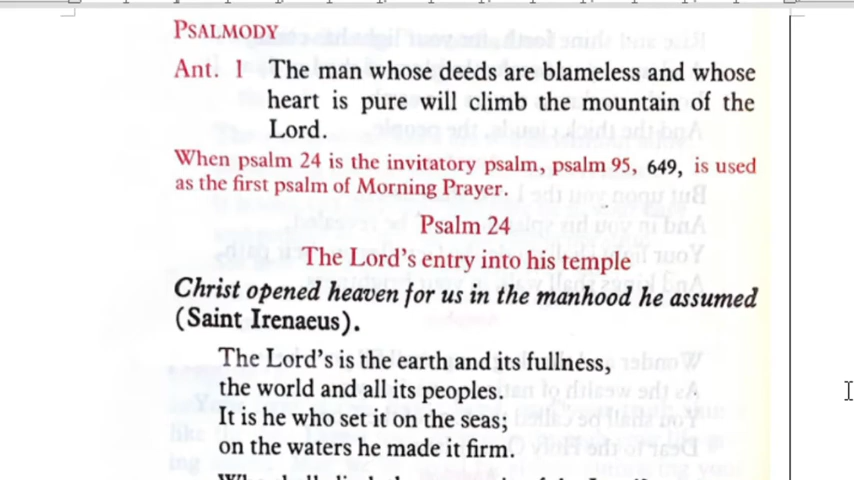 PSALMODY
Ant. 1 The man whose deeds are blameless and whose
heart is pure will climb the mountain of the
Lord.
When psalm 24 is the invitatory psalm, psalm 95, 649, is used
as the first psalm of Morning Prayer.
Psalm 24
The Lord's entry into his temple
Christ opened heaven for us in the manhood he assumed
(Saint Irenaeus).
The Lord's is the earth and its fullness,
the world and all its peoples.
It is he who set it on the seas;
on the waters he made it firm.